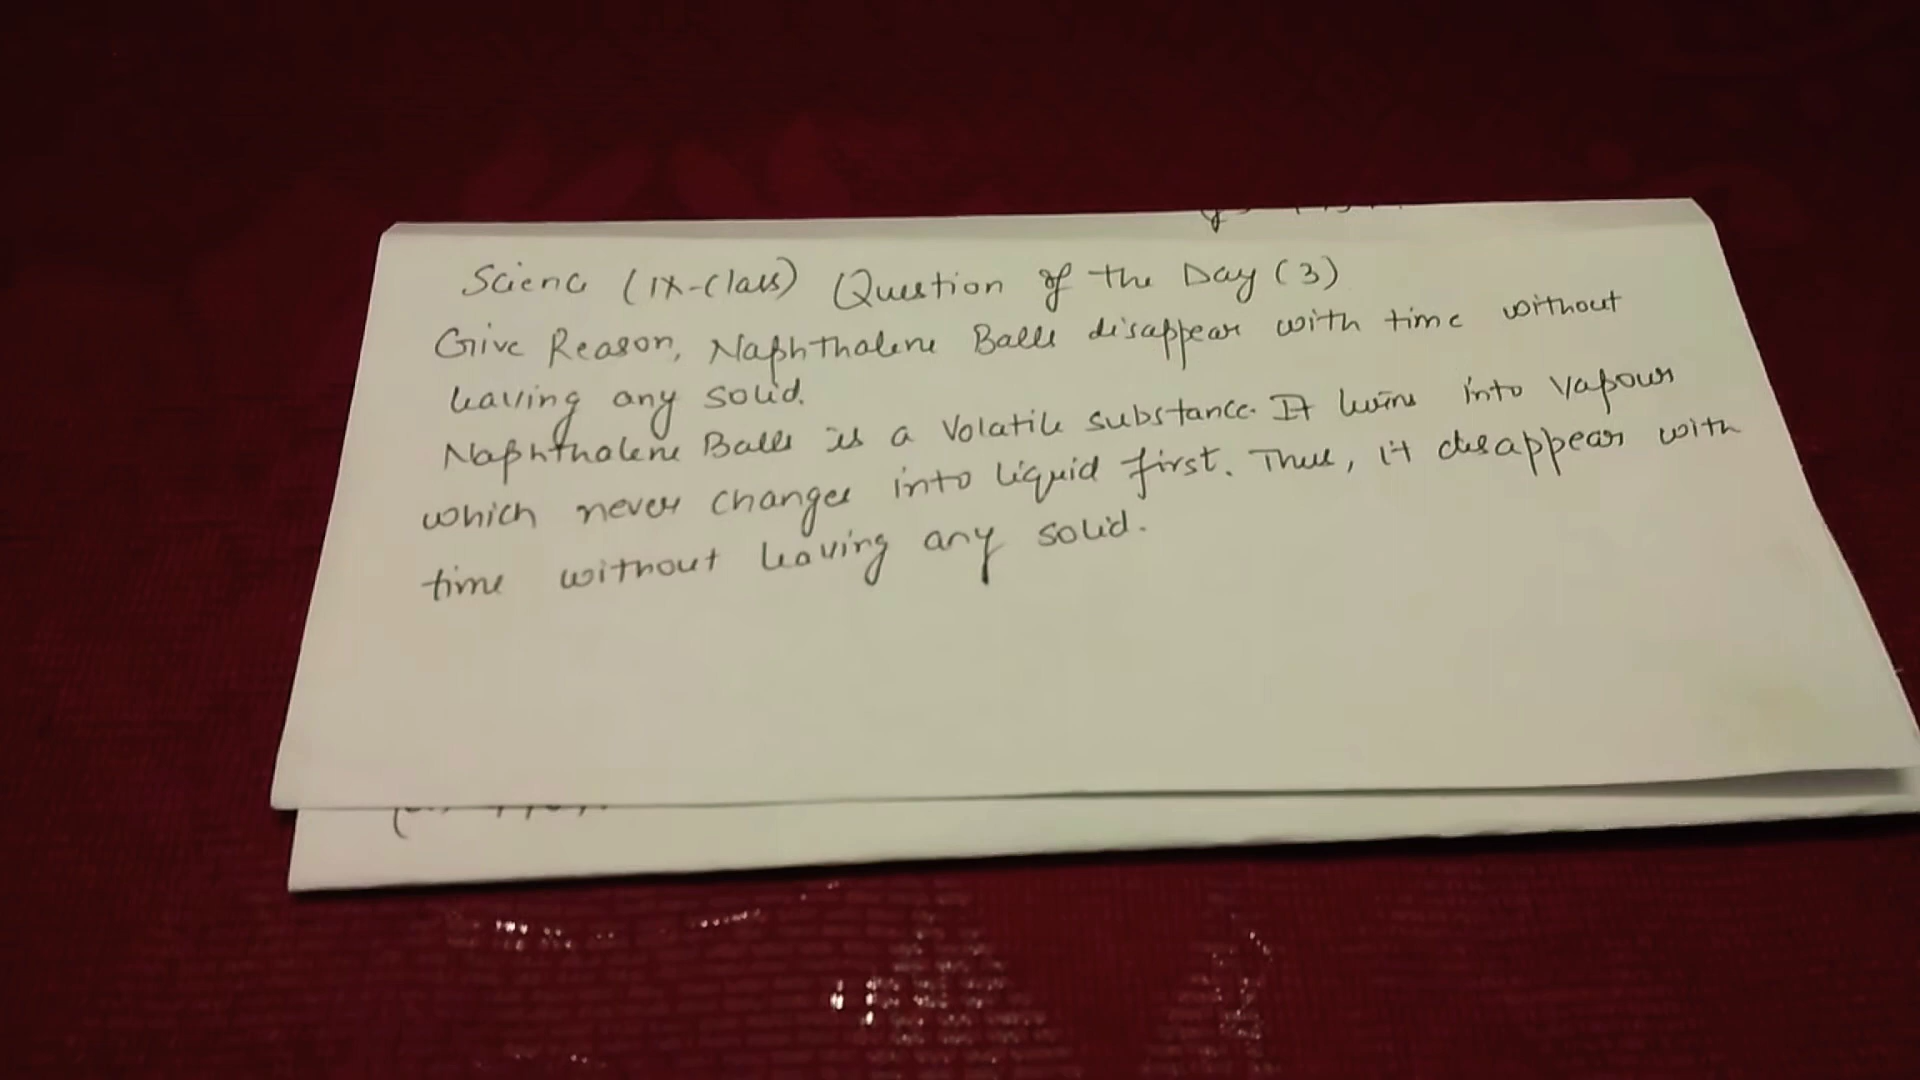 Science (IX-Class) Question of the Day (3)
Give Reason, Naphthalene Balls disappear with time without
leaving any solid.
Naphthalene Balls is a Volatile substance. It turns into Vapour
which never changes into liquid first. Thus, it disappear with
time without leaving any solid.